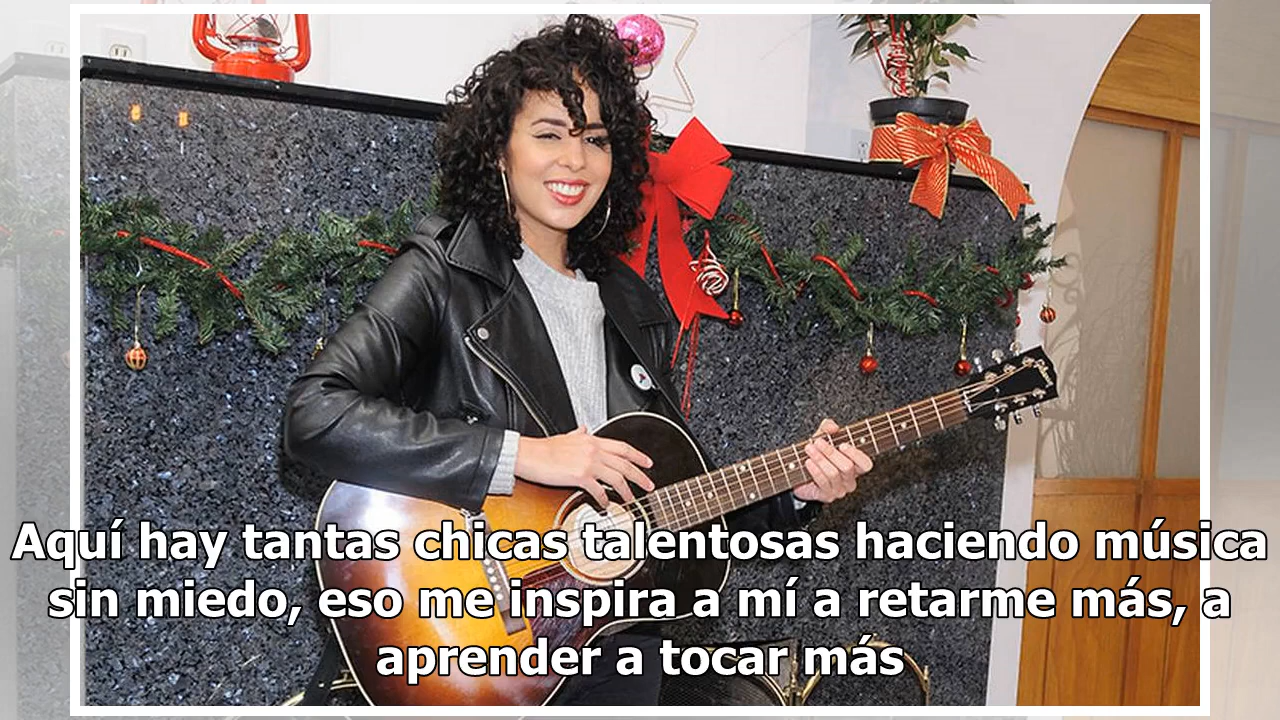 Aquí hay tantas chicas talentosas haciendo música
sin miedo, eso me inspira a mí a retarme más, a
aprender a tocar más